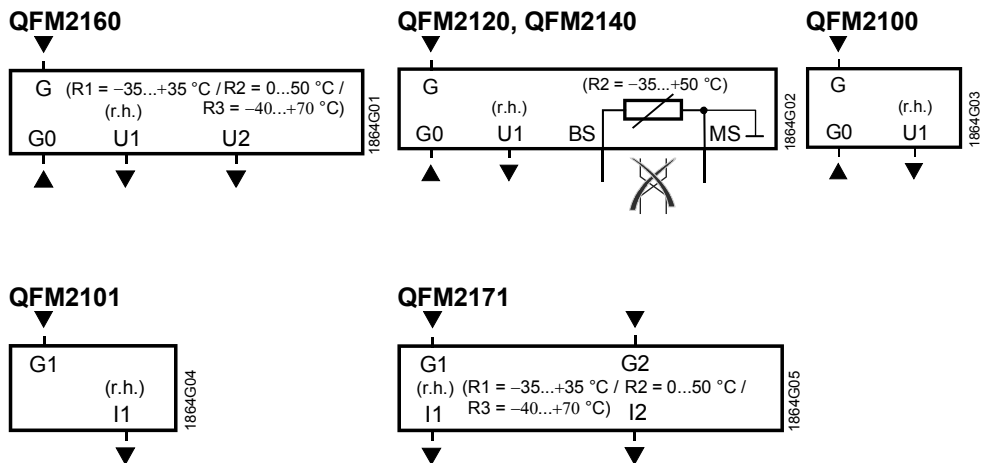 QFM2160
G (R1 = −35...+35 °C / R2 = 0...50 °C /
(r.h.) R3 = −40...+70 °C)
G0 U1 U2
1864G01
QFM2120, QFM2140
G (R2 = −35...+50 °C)
(r.h.)
G0 U1 BS MS
1864G02
QFM2100
G
(r.h.)
G0 U1
1864G03
QFM2101
G1
(r.h.)
I1
1864G04
QFM2171
G1 G2
(r.h.) (R1 = −35...+35 °C / R2 = 0...50 °C /
I1 R3 = −40...+70 °C) I2
1864G05